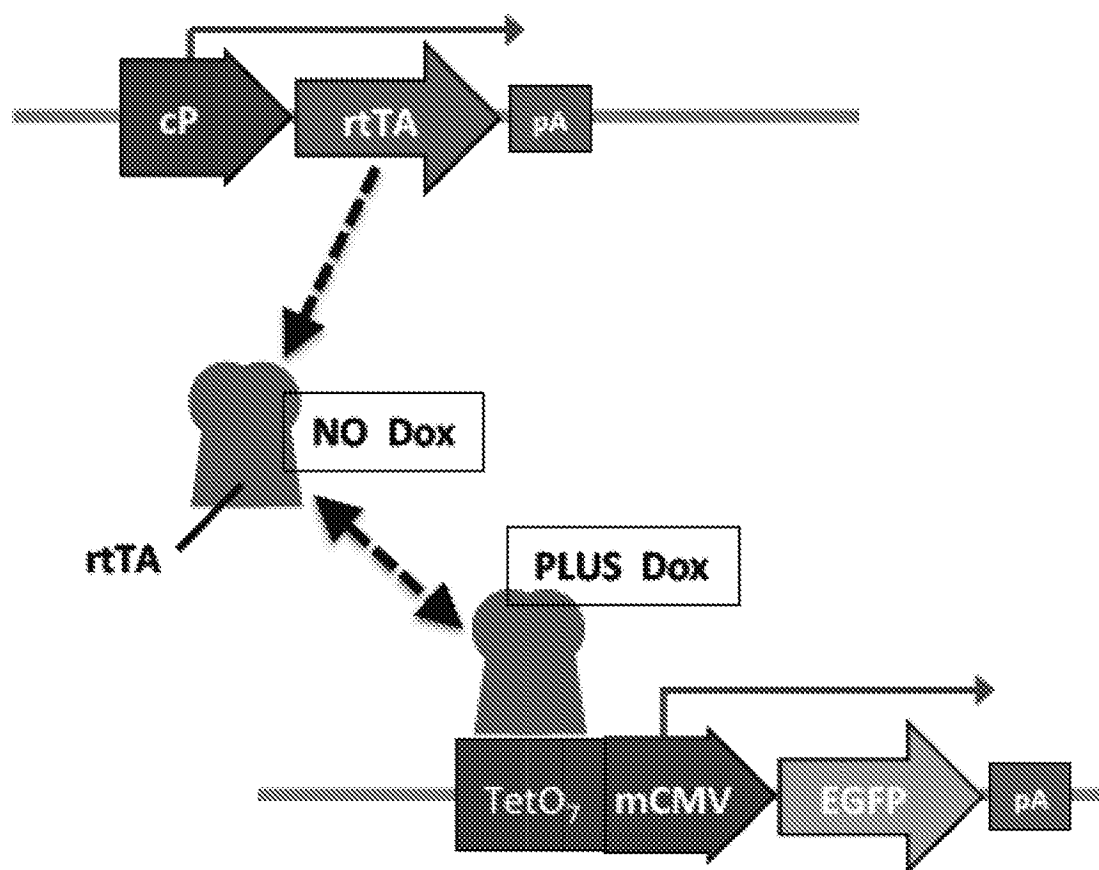 cP
rtTA
pA
NO Dox
rtTA
PLUS Dox
TetO₇
mCMV
EGFP
pA